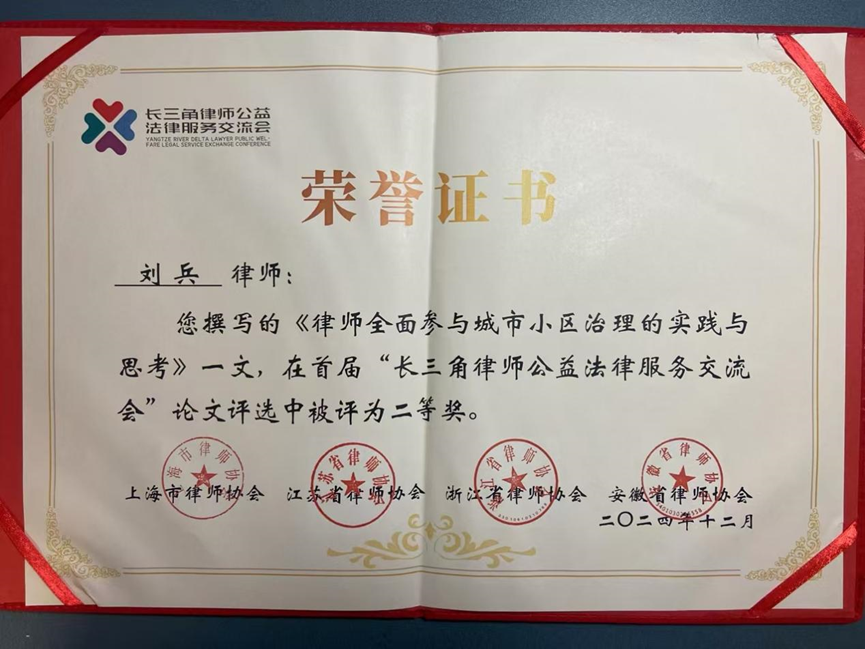 长三角律师公益
法律服务交流会
YANGTZE RIVER DELTA LAWYER PUBLIC WEL-
FARE LEGAL SERVICE EXCHANGE CONFERENCE
荣誉证书
刘兵 律师：
您撰写的《律师全面参与城市小区治理的实践与
思考》一文，在首届“长三角律师公益法律服务交流
会”论文评选中被评为二等奖。
上海市律师协会 江苏省律师协会 浙江省律师协会 安徽省律师协会
二〇二四年十二月